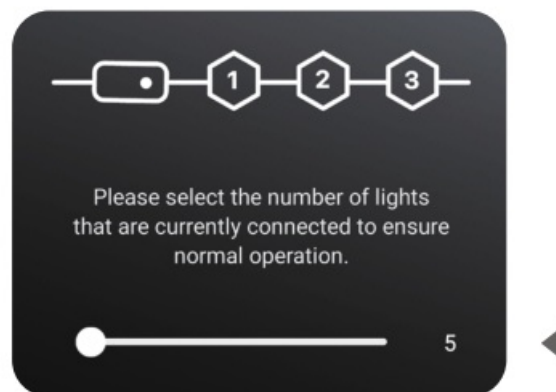 1 2 3
Please select the number of lights
that are currently connected to ensure
normal operation.
5